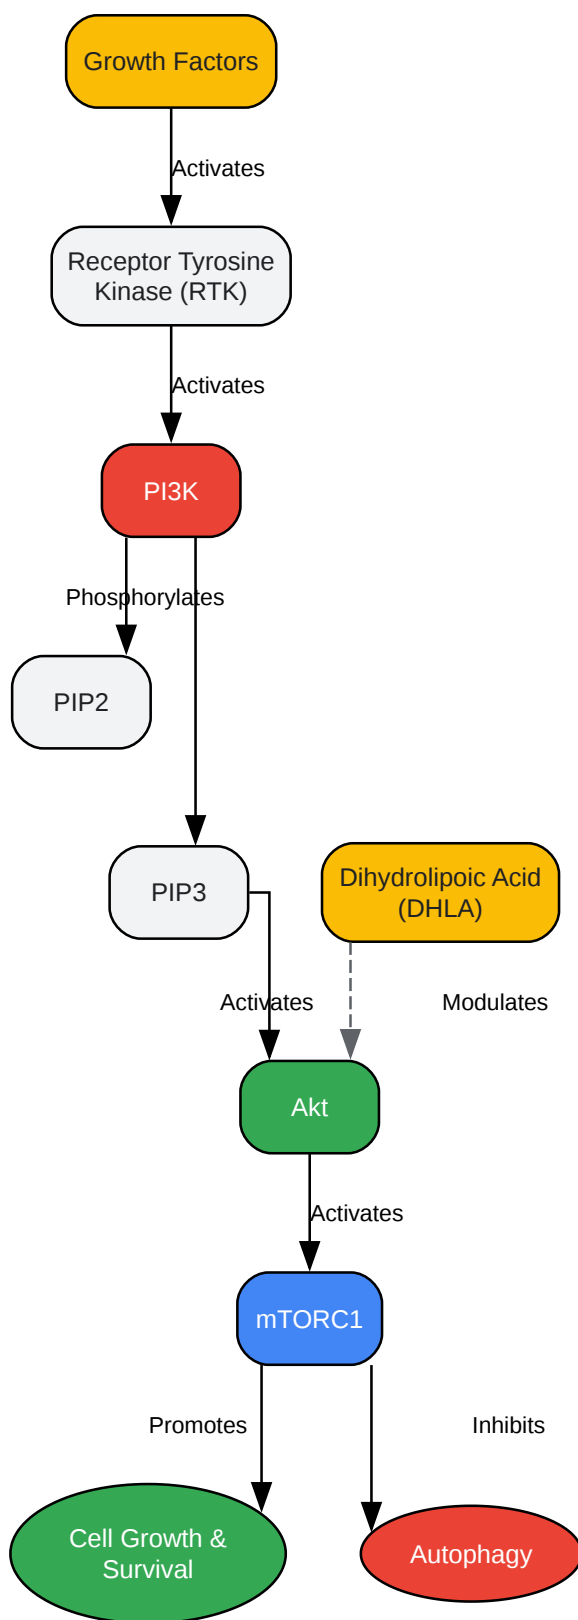 Growth Factors
Activates
Receptor Tyrosine
Kinase (RTK)
Activates
PI3K
Phosphorylates
PIP2
PIP3
Dihydrolipoic Acid
(DHLA)
Activates
Modulates
Akt
Activates
mTORC1
Promotes
Inhibits
Cell Growth &
Survival
Autophagy